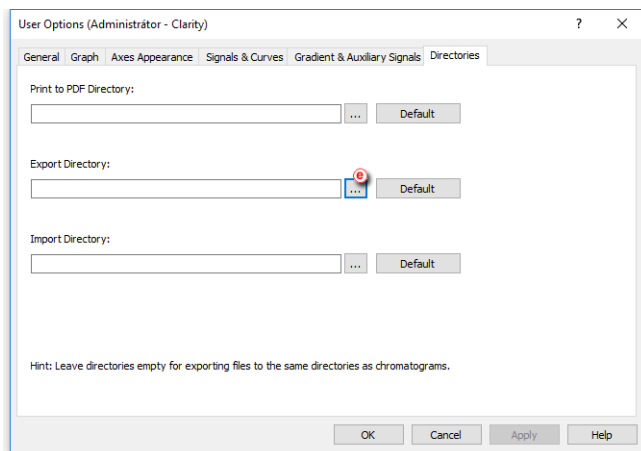 User Options (Administrátor - Clarity) ?
General Graph Axes Appearance Signals & Curves Gradient & Auxiliary Signals Directories
Print to PDF Directory:
... Default
Export Directory:
e
... Default
Import Directory:
... Default
Hint: Leave directories empty for exporting files to the same directories as chromatograms.
OK Cancel Apply Help